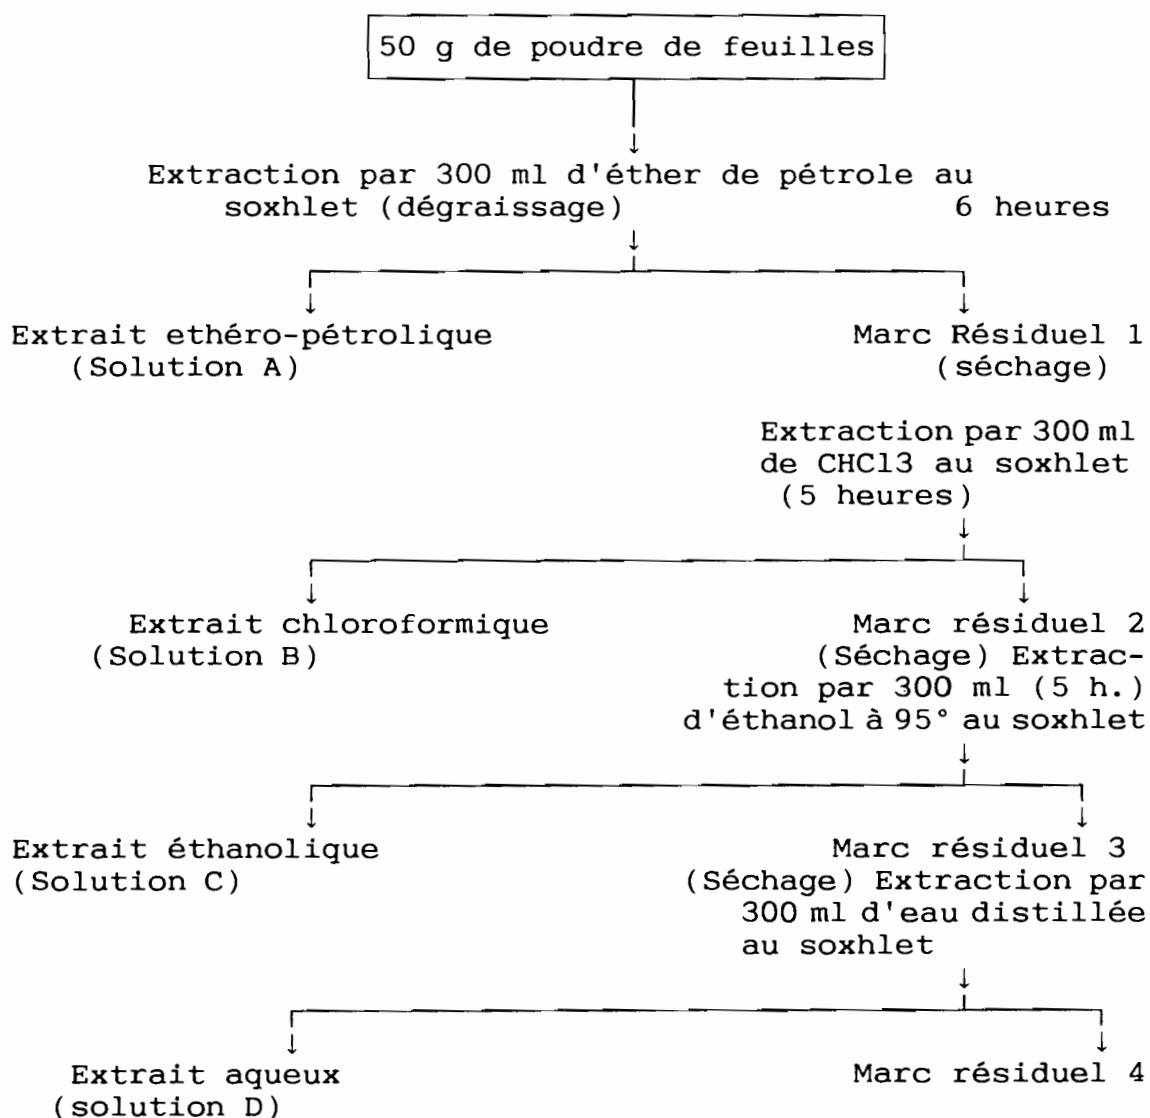 50 g de poudre de feuilles
Extraction par 300 ml d'éther de pétrole au
soxhlet (dégraissage) 6 heures
Extrait ethéro-pétrolique
(Solution A)
Marc Résiduel 1
(séchage)
Extraction par 300 ml
de CHCl3 au soxhlet
(5 heures)
Extrait chloroformique
(Solution B)
Marc résiduel 2
(Séchage) Extrac-
tion par 300 ml (5 h.)
d'éthanol à 95° au soxhlet
Extrait éthanolique
(Solution C)
Marc résiduel 3
(Séchage) Extraction par
300 ml d'eau distillée
au soxhlet
Extrait aqueux
(solution D)
Marc résiduel 4